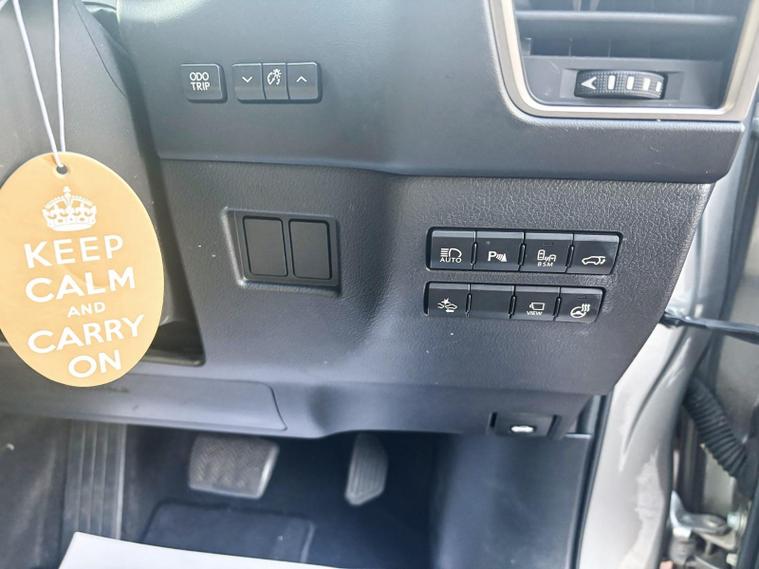 ODO
TRIP
KEEP
CALM
AND
CARRY
ON
AUTO
P
BSM
VIEW